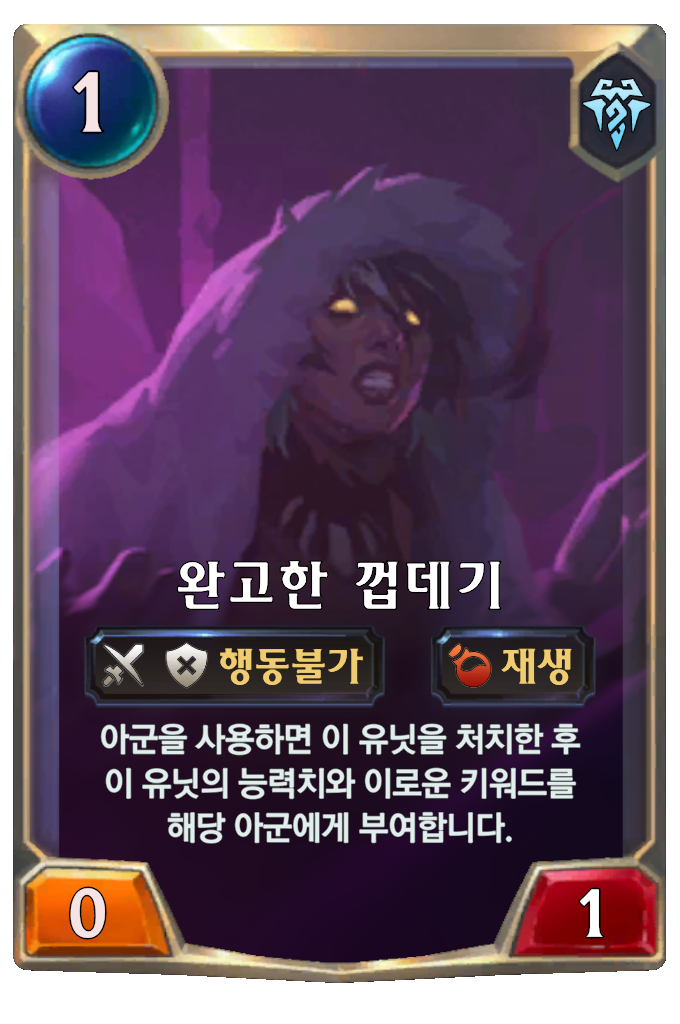 1
완고한 껍데기
행동불가 재생
아군을 사용하면 이 유닛을 처치한 후
이 유닛의 능력치와 이로운 키워드를
해당 아군에게 부여합니다.
0 1